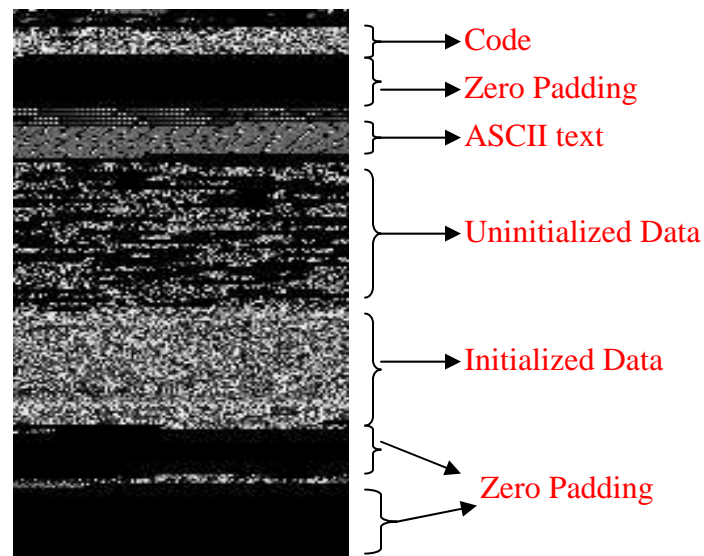 Code
Zero Padding
ASCII text
Uninitialized Data
Initialized Data
Zero Padding